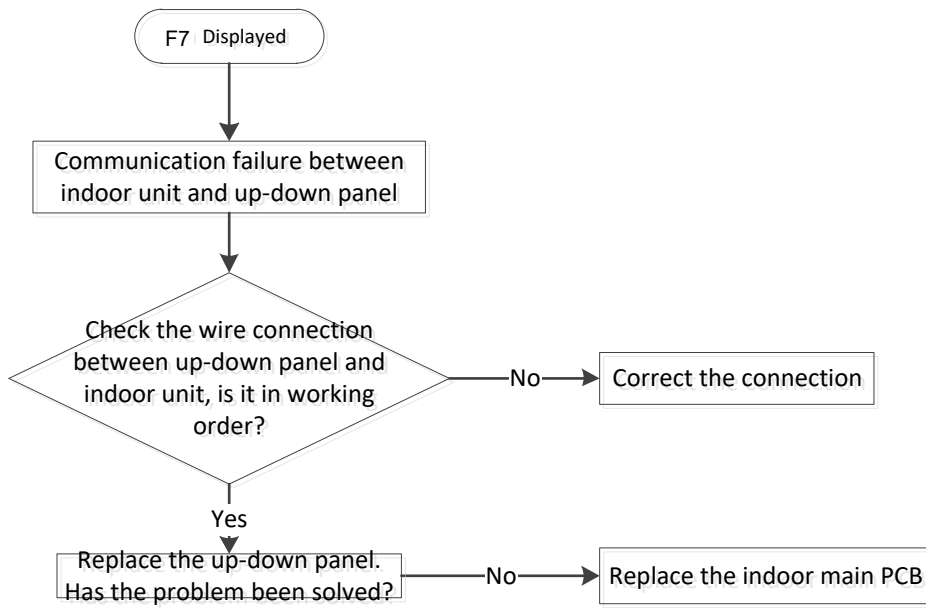 F7 Displayed
Communication failure between
indoor unit and up-down panel
Check the wire connection
between up-down panel and
indoor unit, is it in working
order?
No
Correct the connection
Yes
Replace the up-down panel.
Has the problem been solved?
No
Replace the indoor main PCB